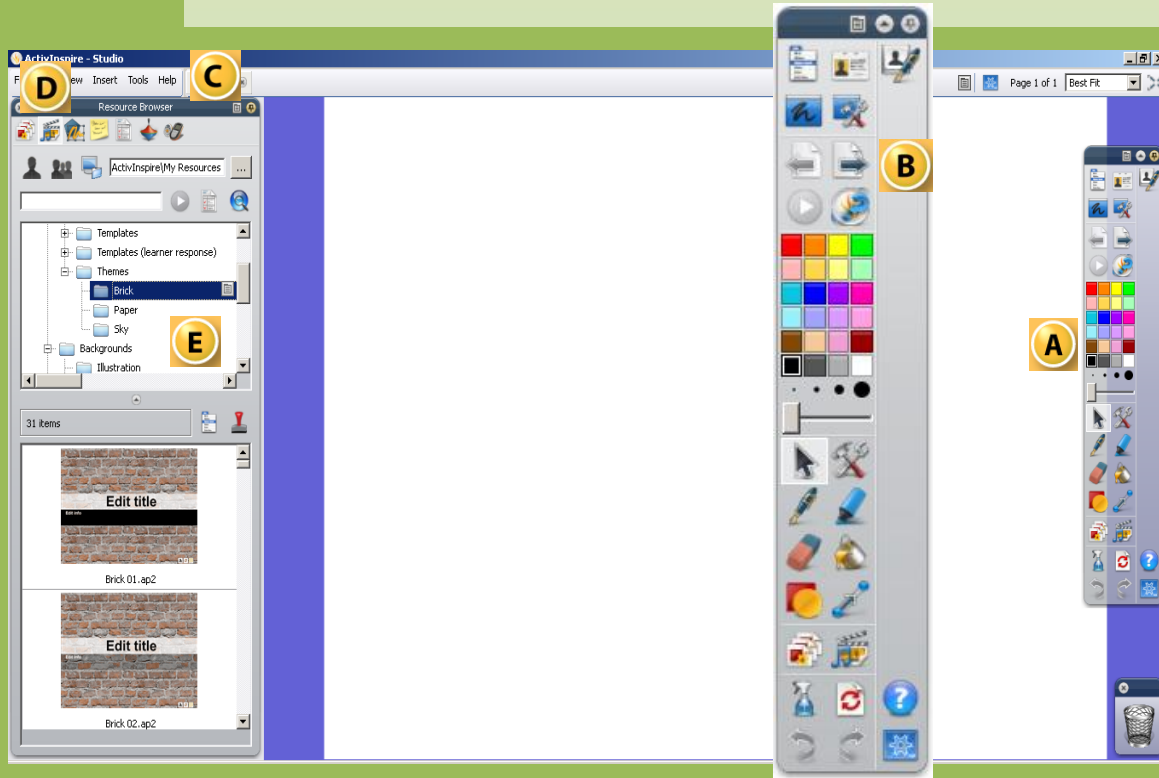 ActivInspire - Studio
Insert Tools Help
Page 1 of 1 Best Fit
Resource Browser
ActivInspire\My Resources ...
Templates
Templates (learner response)
Themes
Brick
Paper
Sky
Backgrounds
Illustration
31 items
Edit title
Edit info
Brick 01.ap2
Edit title
Brick 02.ap2
D
C
B
A
E